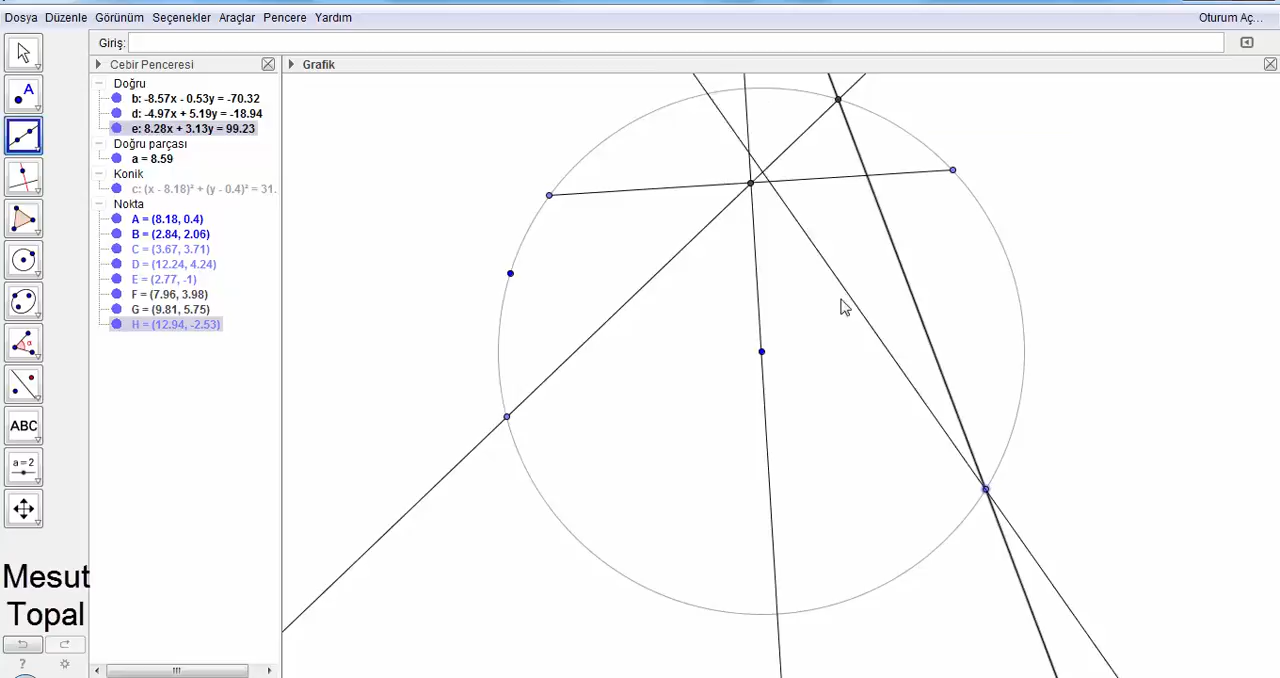 Dosya Düzenle Görünüm Seçenekler Araçlar Pencere Yardım Oturum Aç...
Giriş:
Cebir Penceresi
Grafik
Doğru
b: -8.57x - 0.53y = -70.32
d: -4.97x + 5.19y = -18.94
e: 8.28x + 3.13y = 99.23
Doğru parçası
a = 8.59
Konik
c: (x - 8.18)² + (y - 0.4)² = 31.
Nokta
A = (8.18, 0.4)
B = (2.84, 2.06)
C = (3.67, 3.71)
D = (12.24, 4.24)
E = (2.77, -1)
F = (7.96, 3.98)
G = (9.81, 5.75)
H = (12.94, -2.53)
A
α
ABC
a=2
Mesut
Topal
?